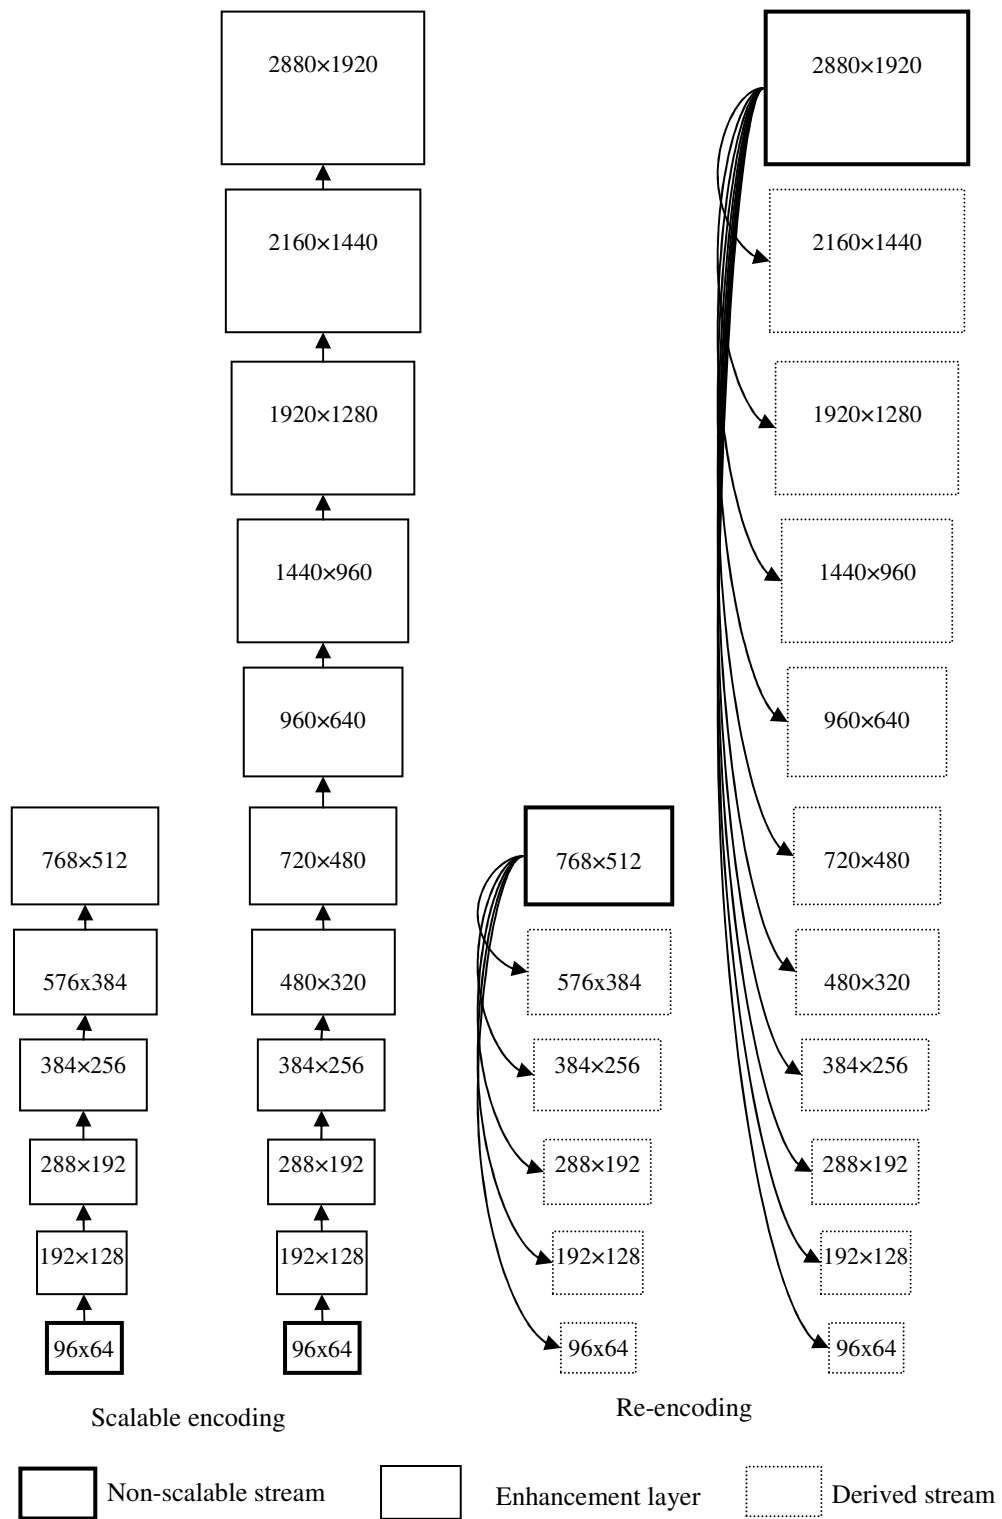 2880×1920
2880×1920
2160×1440
2160×1440
1920×1280
1920×1280
1440×960
1440×960
960×640
960×640
768×512
720×480
768×512
720×480
576x384
480×320
576x384
480×320
384×256
384×256
384×256
384×256
288×192
288×192
288×192
288×192
192×128
192×128
192×128
192×128
96x64
96x64
96x64
96x64
Scalable encoding
Re-encoding
Non-scalable stream
Enhancement layer
Derived stream